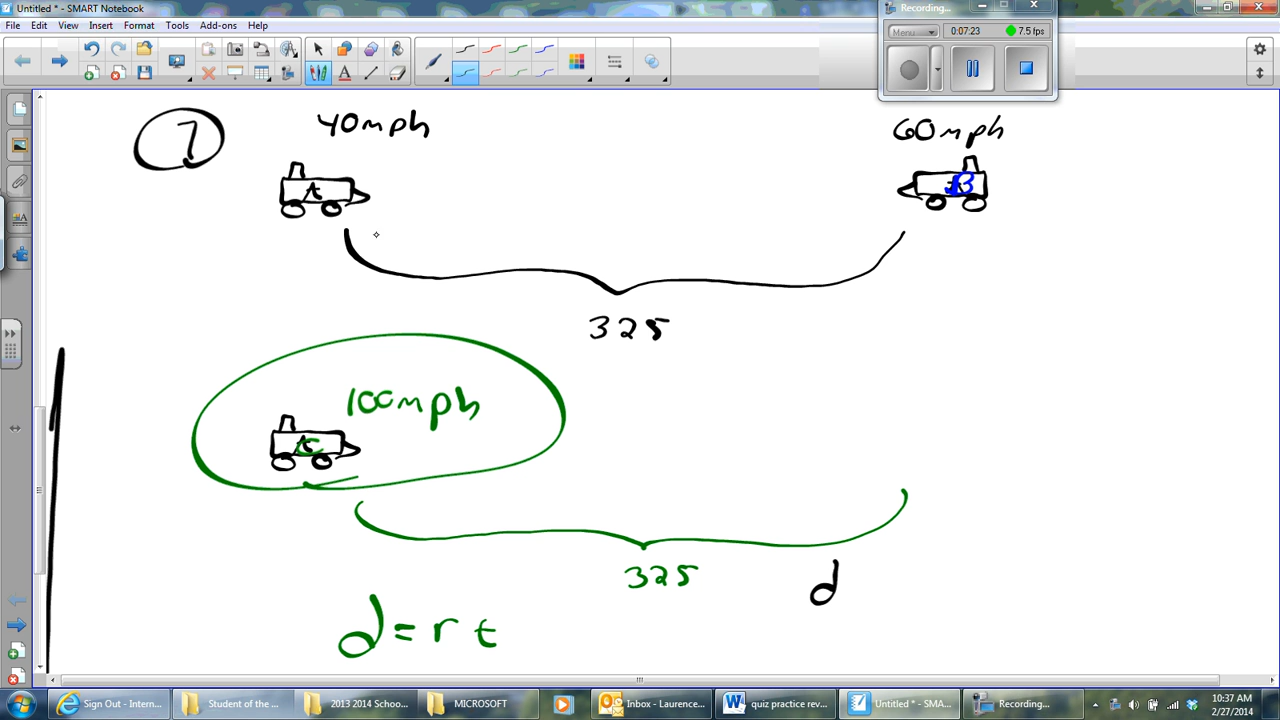 Untitled * - SMART Notebook
File Edit View Insert Format Tools Add-ons Help
Recording...
Menu 0:07:23 7.5 fps
7
40mph
60mph
A
B
325
100mph
325
d
d = r t
Sign Out - Intern...
Student of the ...
2013 2014 Schoo...
MICROSOFT
Inbox - Laurence...
quiz practice rev...
Untitled * - SMA...
Recording...
10:37 AM
2/27/2014